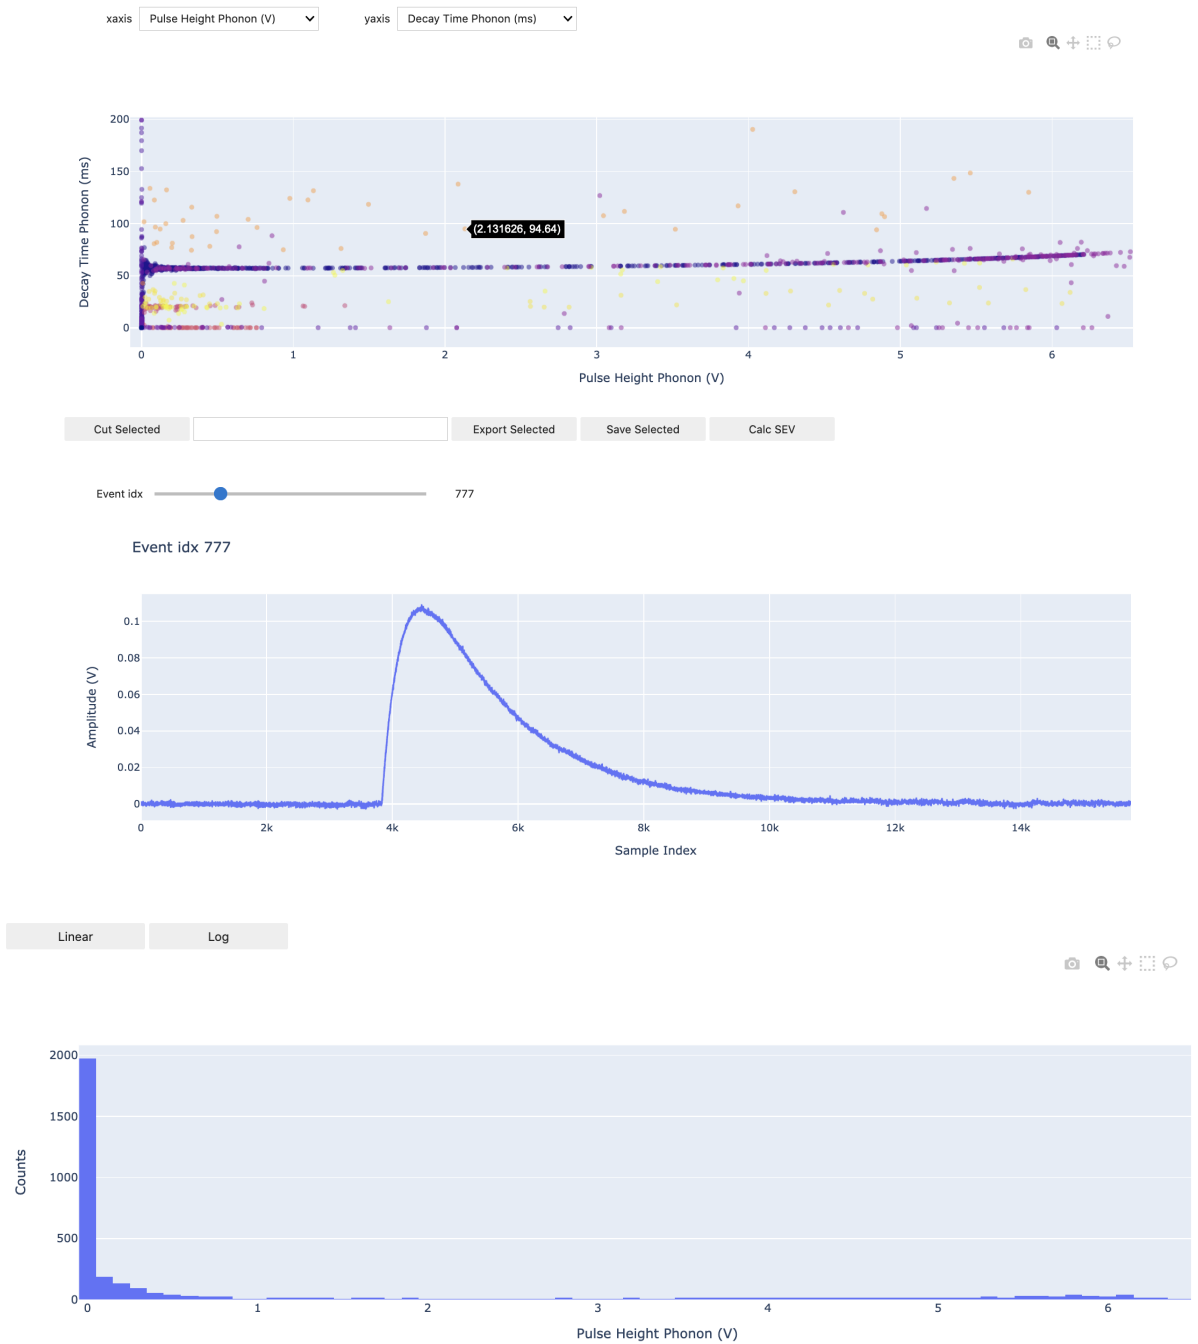 xaxis Pulse Height Phonon (V) yaxis Decay Time Phonon (ms)
200
150
100
50
0
Decay Time Phonon (ms)
(2.131626, 94.64)
0 1 2 3 4 5 6
Pulse Height Phonon (V)
Cut Selected Export Selected Save Selected Calc SEV
Event idx 777
Event idx 777
0.1
0.08
0.06
0.04
0.02
0
Amplitude (V)
0 2k 4k 6k 8k 10k 12k 14k
Sample Index
Linear Log
2000
1500
1000
500
0
Counts
0 1 2 3 4 5 6
Pulse Height Phonon (V)